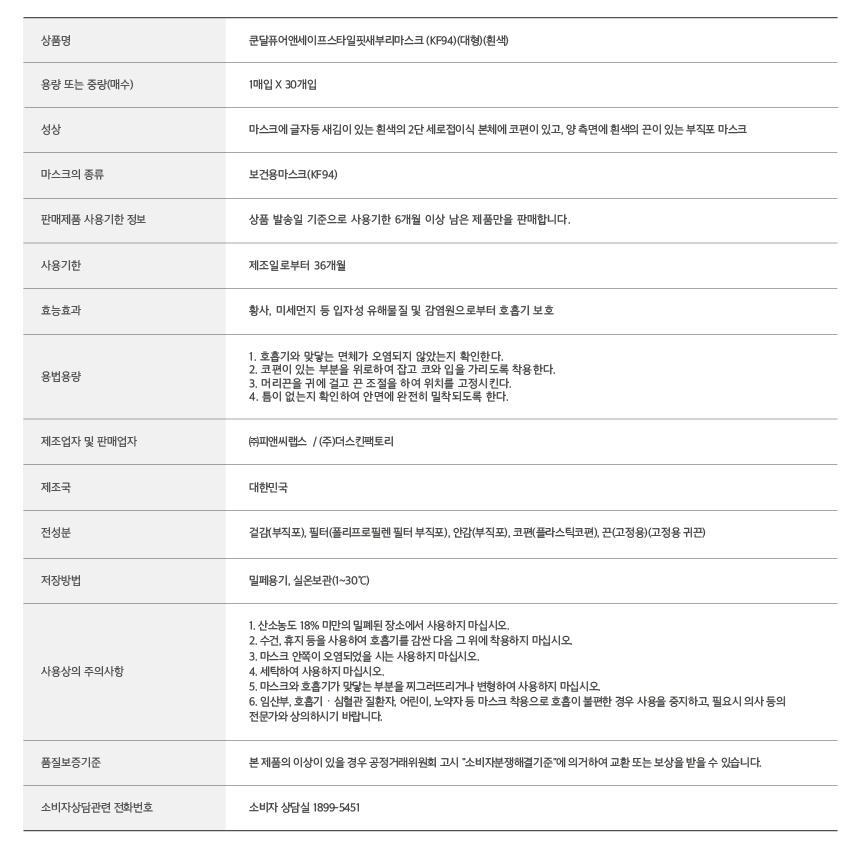 상품명 쿤달퓨어앤세이프스타일핏새부리마스크 (KF94)(대형)(흰색)
용량 또는 중량(매수) 1매입 X 30개입
성상 마스크에 글자등 새김이 있는 흰색의 2단 세로접이식 본체에 코편이 있고, 양 측면에 흰색의 끈이 있는 부직포 마스크
마스크의 종류 보건용마스크(KF94)
판매제품 사용기한 정보 상품 발송일 기준으로 사용기한 6개월 이상 남은 제품만을 판매합니다.
사용기한 제조일로부터 36개월
효능효과 황사, 미세먼지 등 입자성 유해물질 및 감염원으로부터 호흡기 보호
용법용량
1. 호흡기와 맞닿는 면체가 오염되지 않았는지 확인한다.
2. 코편이 있는 부분을 위로하여 잡고 코와 입을 가리도록 착용한다.
3. 머리끈을 귀에 걸고 끈 조절을 하여 위치를 고정시킨다.
4. 틈이 없는지 확인하여 안면에 완전히 밀착되도록 한다.
제조업자 및 판매업자 ㈜피앤씨랩스 / (주)더스킨팩토리
제조국 대한민국
전성분 겉감(부직포), 필터(폴리프로필렌 필터 부직포), 안감(부직포), 코편(플라스틱코편), 끈(고정용)(고정용 귀끈)
저장방법 밀폐용기, 실온보관(1~30℃)
사용상의 주의사항
1. 산소농도 18% 미만의 밀폐된 장소에서 사용하지 마십시오.
2. 수건, 휴지 등을 사용하여 호흡기를 감싼 다음 그 위에 착용하지 마십시오.
3. 마스크 안쪽이 오염되었을 시는 사용하지 마십시오.
4. 세탁하여 사용하지 마십시오.
5. 마스크와 호흡기가 맞닿는 부분을 찌그러뜨리거나 변형하여 사용하지 마십시오.
6. 임산부, 호흡기 · 심혈관 질환자, 어린이, 노약자 등 마스크 착용으로 호흡이 불편한 경우 사용을 중지하고, 필요시 의사 등의
전문가와 상의하시기 바랍니다.
품질보증기준 본 제품의 이상이 있을 경우 공정거래위원회 고시 "소비자분쟁해결기준"에 의거하여 교환 또는 보상을 받을 수 있습니다.
소비자상담관련 전화번호 소비자 상담실 1899-5451